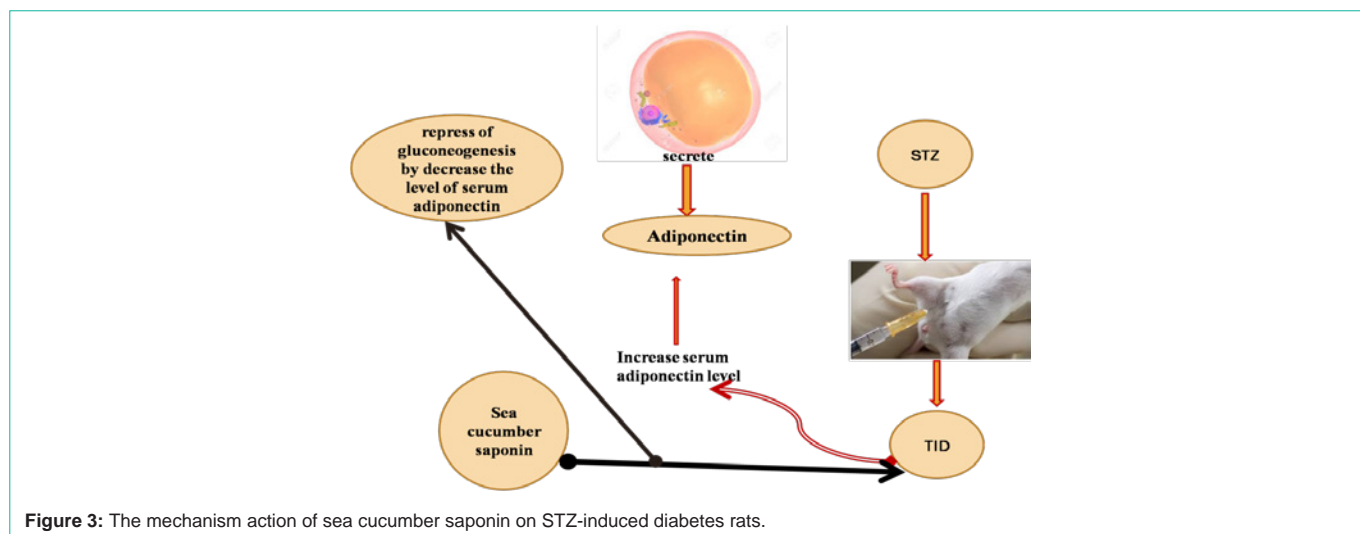 secrete
STZ
repress of
gluconeogenesis
by decrease the
level of serum
adiponectin
Adiponectin
Increase serum
adiponectin level
Sea
cucumber
saponin
TID
Figure 3: The mechanism action of sea cucumber saponin on STZ-induced diabetes rats.